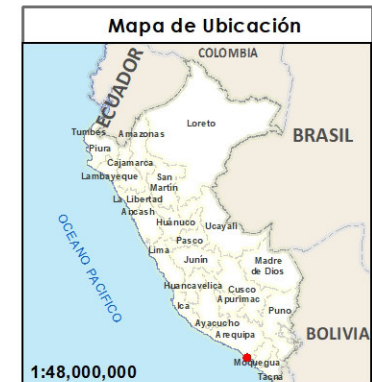 Mapa de Ubicación
COLOMBIA
ECUADOR
Loreto
Tumbes
Amazonas
BRASIL
Piura
Cajamarca
Lambayeque
San
Martin
La Libertad
Ancash
Huánuco
Ucayali
OCEANO PACIFICO
Pasco
Lima
Junín
Madre
de Dios
Huancavelica
Cusco
Apurimac
Ica
Puno
Ayacucho
Arequipa
BOLIVIA
Moquegua
1:48,000,000
Tacna